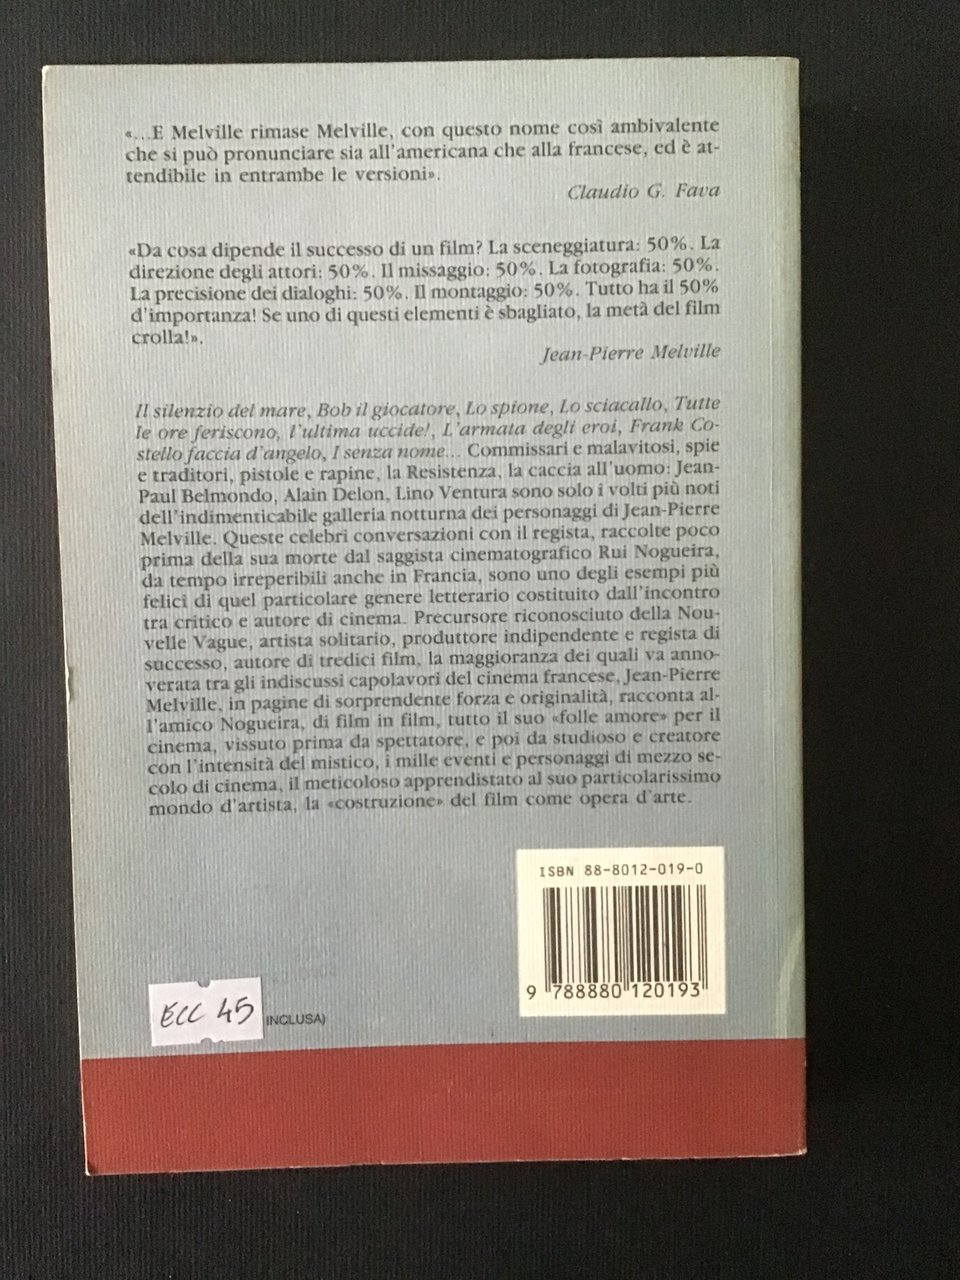 «...E Melville rimase Melville, con questo nome così ambivalente
che si può pronunciare sia all'americana che alla francese, ed è at-
tendibile in entrambe le versioni».
Claudio G. Fava
«Da cosa dipende il successo di un film? La sceneggiatura: 50%. La
direzione degli attori: 50%. Il missaggio: 50%. La fotografia: 50%.
La precisione dei dialoghi: 50%. Il montaggio: 50%. Tutto ha il 50%
d'importanza! Se uno di questi elementi è sbagliato, la metà del film
crolla!».
Jean-Pierre Melville
Il silenzio del mare, Bob il giocatore, Lo spione, Lo sciacallo, Tutte
le ore feriscono, l'ultima uccide!, L'armata degli eroi, Frank Co-
stello faccia d'angelo, I senza nome... Commissari e malavitosi, spie
e traditori, pistole e rapine, la Resistenza, la caccia all'uomo: Jean-
Paul Belmondo, Alain Delon, Lino Ventura sono solo i volti più noti
dell'indimenticabile galleria notturna dei personaggi di Jean-Pierre
Melville. Queste celebri conversazioni con il regista, raccolte poco
prima della sua morte dal saggista cinematografico Rui Nogueira,
da tempo irreperibili anche in Francia, sono uno degli esempi più
felici di quel particolare genere letterario costituito dall'incontro
tra critico e autore di cinema. Precursore riconosciuto della Nou-
velle Vague, artista solitario, produttore indipendente e regista di
successo, autore di tredici film, la maggioranza dei quali va anno-
verata tra gli indiscussi capolavori del cinema francese, Jean-Pierre
Melville, in pagine di sorprendente forza e originalità, racconta al-
l'amico Nogueira, di film in film, tutto il suo «folle amore» per il
cinema, vissuto prima da spettatore, e poi da studioso e creatore
con l'intensità del mistico, i mille eventi e personaggi di mezzo se-
colo di cinema, il meticoloso apprendistato al suo particolarissimo
mondo d'artista, la «costruzione» del film come opera d'arte.
ISBN 88-8012-019-0
9 788880 120193
ECC 45
INCLUSA)